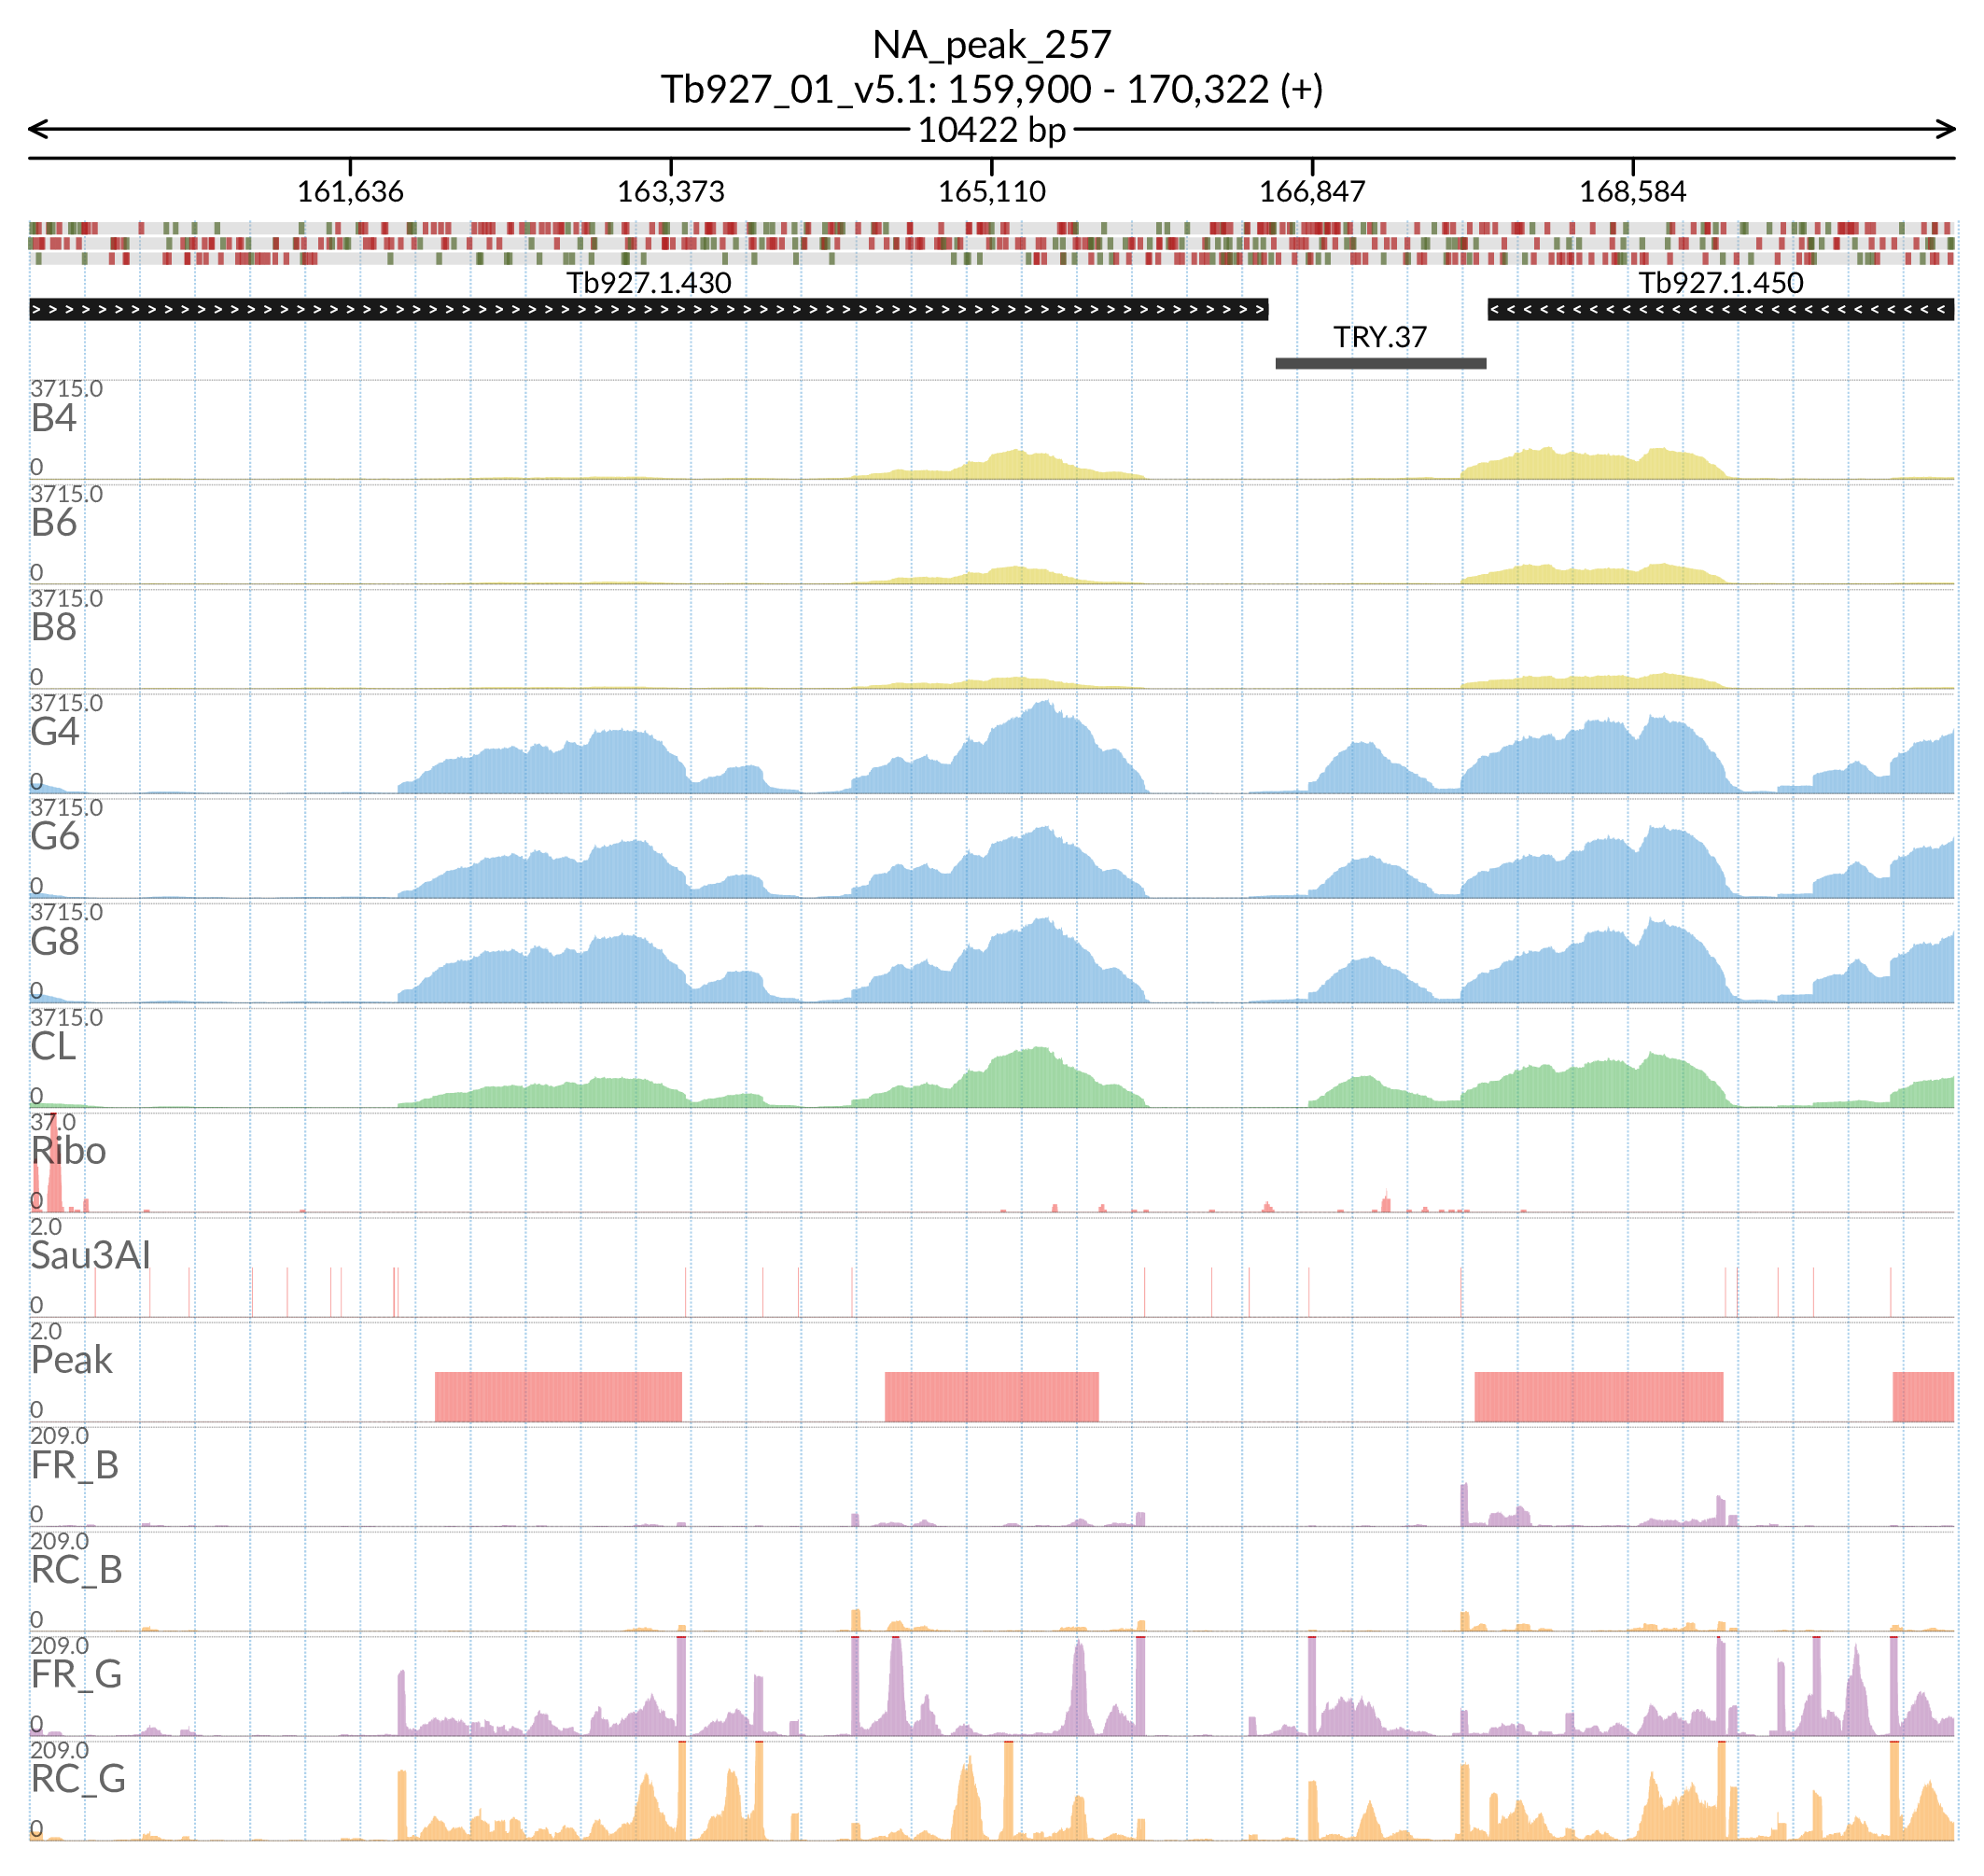 NA_peak_257
Tb927_01_v5.1: 159,900 - 170,322 (+)
10422 bp
161,636 163,373 165,110 166,847 168,584
Tb927.1.430 Tb927.1.450
TRY.37
3715.0
B4
0
3715.0
B6
0
3715.0
B8
0
3715.0
G4
0
3715.0
G6
0
3715.0
G8
0
3715.0
CL
0
37.0
Ribo
0
2.0
Sau3AI
0
2.0
Peak
0
209.0
FR_B
0
209.0
RC_B
0
209.0
FR_G
0
209.0
RC_G
0